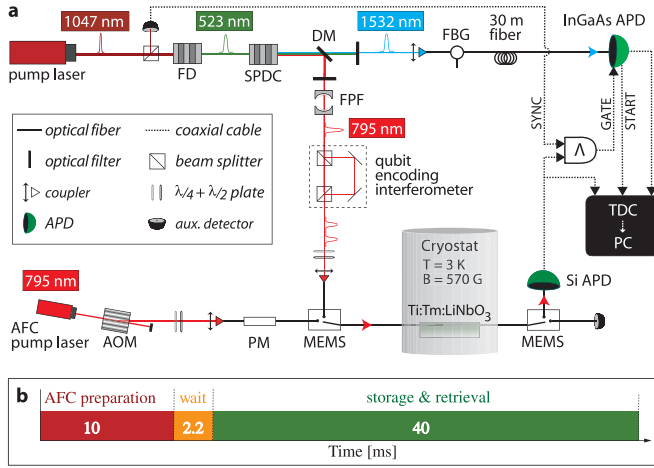 a
1047 nm
523 nm
1532 nm
DM
FBG
30 m
fiber
InGaAs APD
pump laser
FD
SPDC
FPF
795 nm
SYNC
GATE
START
Λ
optical fiber
coaxial cable
optical filter
beam splitter
coupler
λ/4 + λ/2 plate
APD
aux. detector
qubit
encoding
interferometer
TDC
PC
Cryostat
T = 3 K
B = 570 G
Si APD
795 nm
Ti:Tm:LiNbO3
AFC
pump laser
AOM
PM
MEMS
MEMS
b
AFC preparation
wait
storage & retrieval
10
2.2
40
Time [ms]